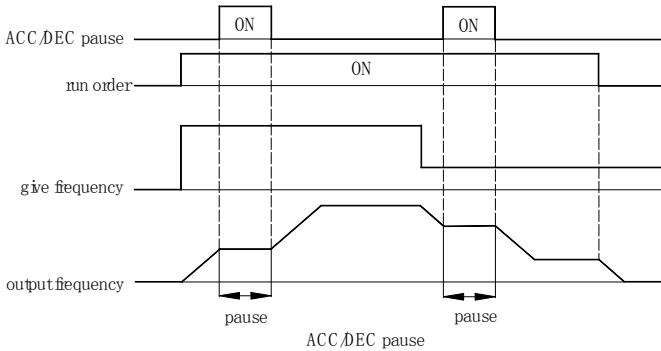 ON ON
ACC/DEC pause
ON
run order
give frequency
output frequency
pause pause
ACC/DEC pause